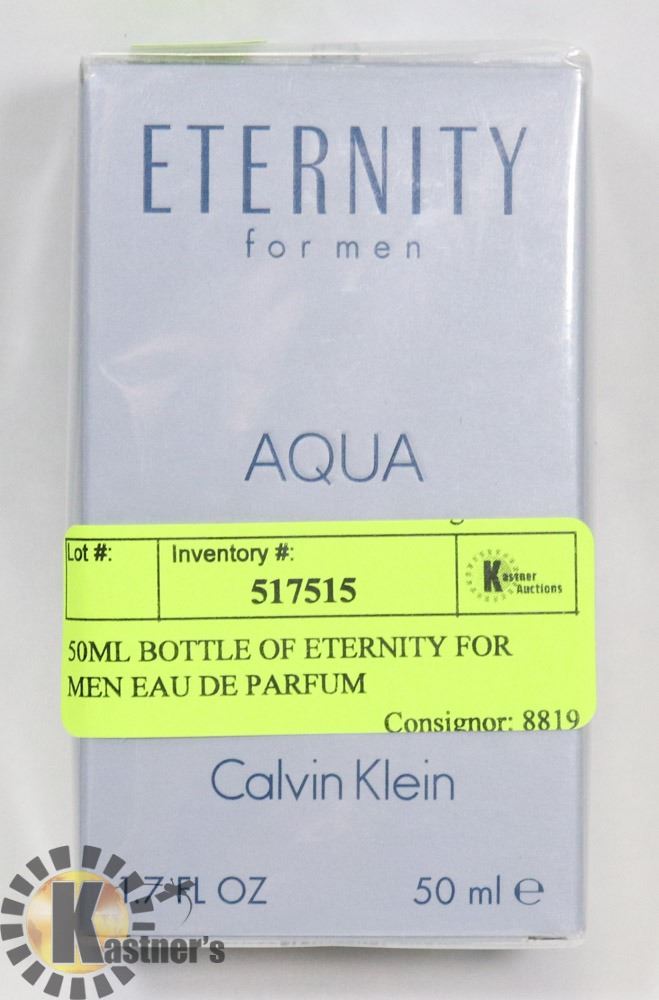 ETERNITY
for men
AQUA
Lot #: Inventory #:
517515
Kastner
Auctions
50ML BOTTLE OF ETERNITY FOR
MEN EAU DE PARFUM
Consignor: 8819
Calvin Klein
1.7 FL OZ 50 ml e
Kastner's